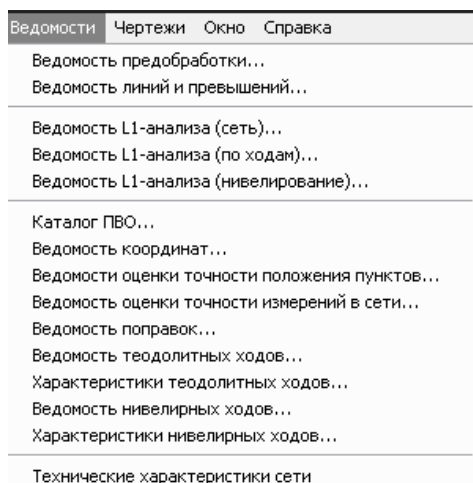 Ведомости Чертежи Окно Справка
Ведомость предобработки...
Ведомость линий и превышений...
Ведомость L1-анализа (сеть)...
Ведомость L1-анализа (по ходам)...
Ведомость L1-анализа (нивелирование)...
Каталог ПВО...
Ведомость координат...
Ведомости оценки точности положения пунктов...
Ведомость оценки точности измерений в сети...
Ведомость поправок...
Ведомость теодолитных ходов...
Характеристики теодолитных ходов...
Ведомость нивелирных ходов...
Характеристики нивелирных ходов...
Технические характеристики сети